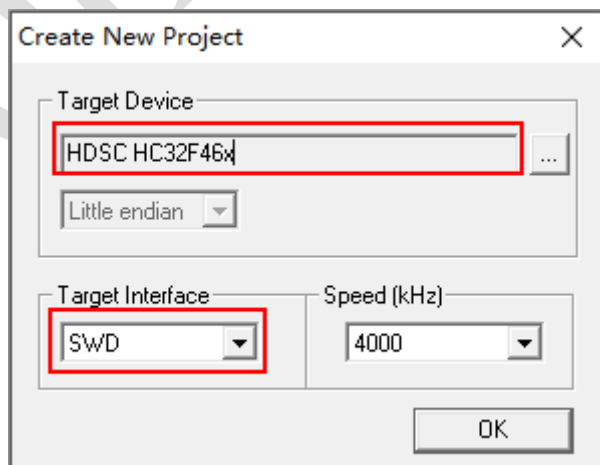 Create New Project
Target Device
HDSC HC32F46x
...
Little endian
Target Interface
Speed (kHz)
SWD
4000
OK